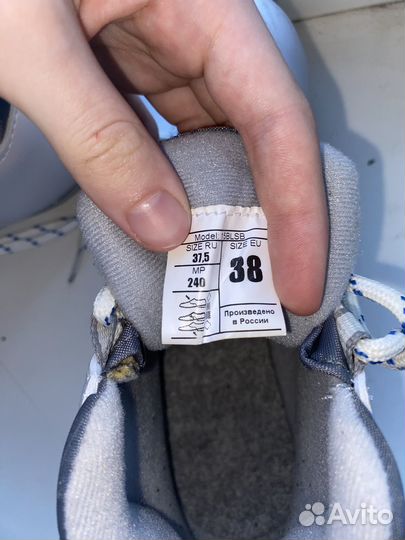 Model: 15BLSB
SIZE RU SIZE EU
37,5
38
MP
240
Произведено
в России
Avito